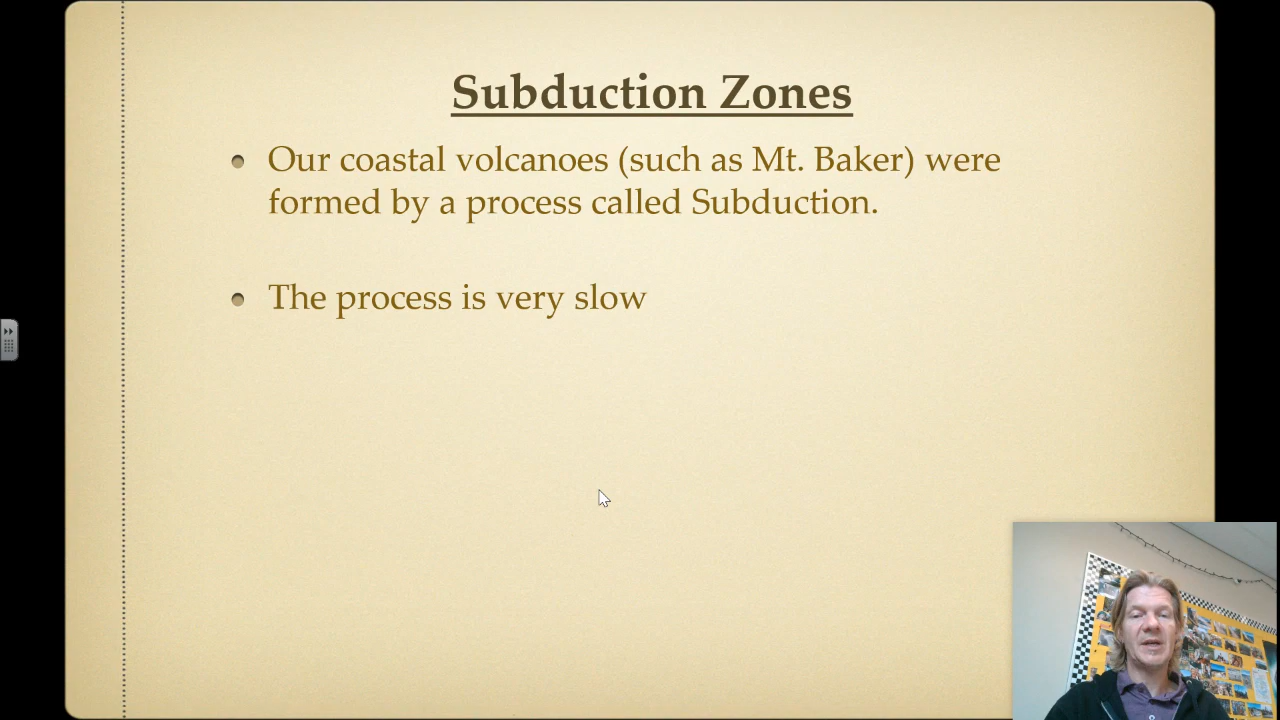 Subduction Zones
Our coastal volcanoes (such as Mt. Baker) were
formed by a process called Subduction.
The process is very slow